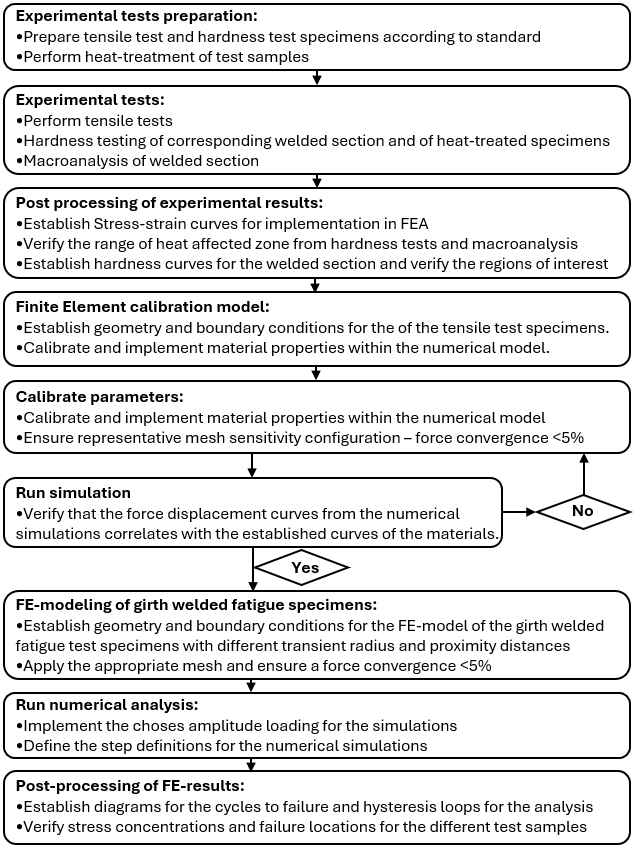 Experimental tests preparation:
•Prepare tensile test and hardness test specimens according to standard
•Perform heat-treatment of test samples
Experimental tests:
•Perform tensile tests
•Hardness testing of corresponding welded section and of heat-treated specimens
•Macroanalysis of welded section
Post processing of experimental results:
•Establish Stress-strain curves for implementation in FEA
•Verify the range of heat affected zone from hardness tests and macroanalysis
•Establish hardness curves for the welded section and verify the regions of interest
Finite Element calibration model:
•Establish geometry and boundary conditions for the of the tensile test specimens.
•Calibrate and implement material properties within the numerical model.
Calibrate parameters:
•Calibrate and implement material properties within the numerical model
•Ensure representative mesh sensitivity configuration – force convergence <5%
Run simulation
•Verify that the force displacement curves from the numerical
simulations correlates with the established curves of the materials.
No
Yes
FE-modeling of girth welded fatigue specimens:
•Establish geometry and boundary conditions for the FE-model of the girth welded
fatigue test specimens with different transient radius and proximity distances
•Apply the appropriate mesh and ensure a force convergence <5%
Run numerical analysis:
•Implement the choses amplitude loading for the simulations
•Define the step definitions for the numerical simulations
Post-processing of FE-results:
•Establish diagrams for the cycles to failure and hysteresis loops for the analysis
•Verify stress concentrations and failure locations for the different test samples